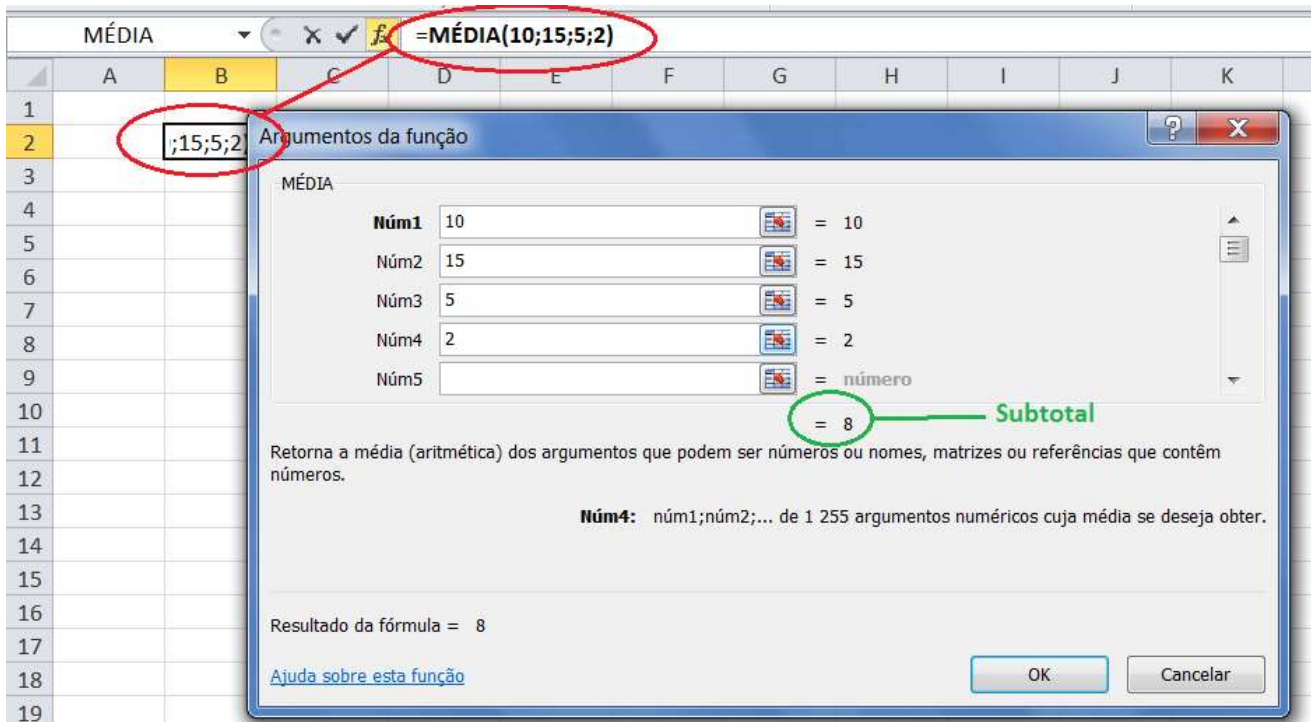 MÉDIA fx =MÉDIA(10;15;5;2)
A B C D E F G H I J K
1
2 ;15;5;2) Argumentos da função ? X
3 MÉDIA
4 Núm1 10 = 10
5 Núm2 15 = 15
6
7 Núm3 5 = 5
8 Núm4 2 = 2
9 Núm5 = número
10 = 8 Subtotal
11 Retorna a média (aritmética) dos argumentos que podem ser números ou nomes, matrizes ou referências que contêm
12 números.
13 Núm4: núm1;núm2;... de 1 255 argumentos numéricos cuja média se deseja obter.
14
15
16 Resultado da fórmula = 8
17
18 Ajuda sobre esta função OK Cancelar
19